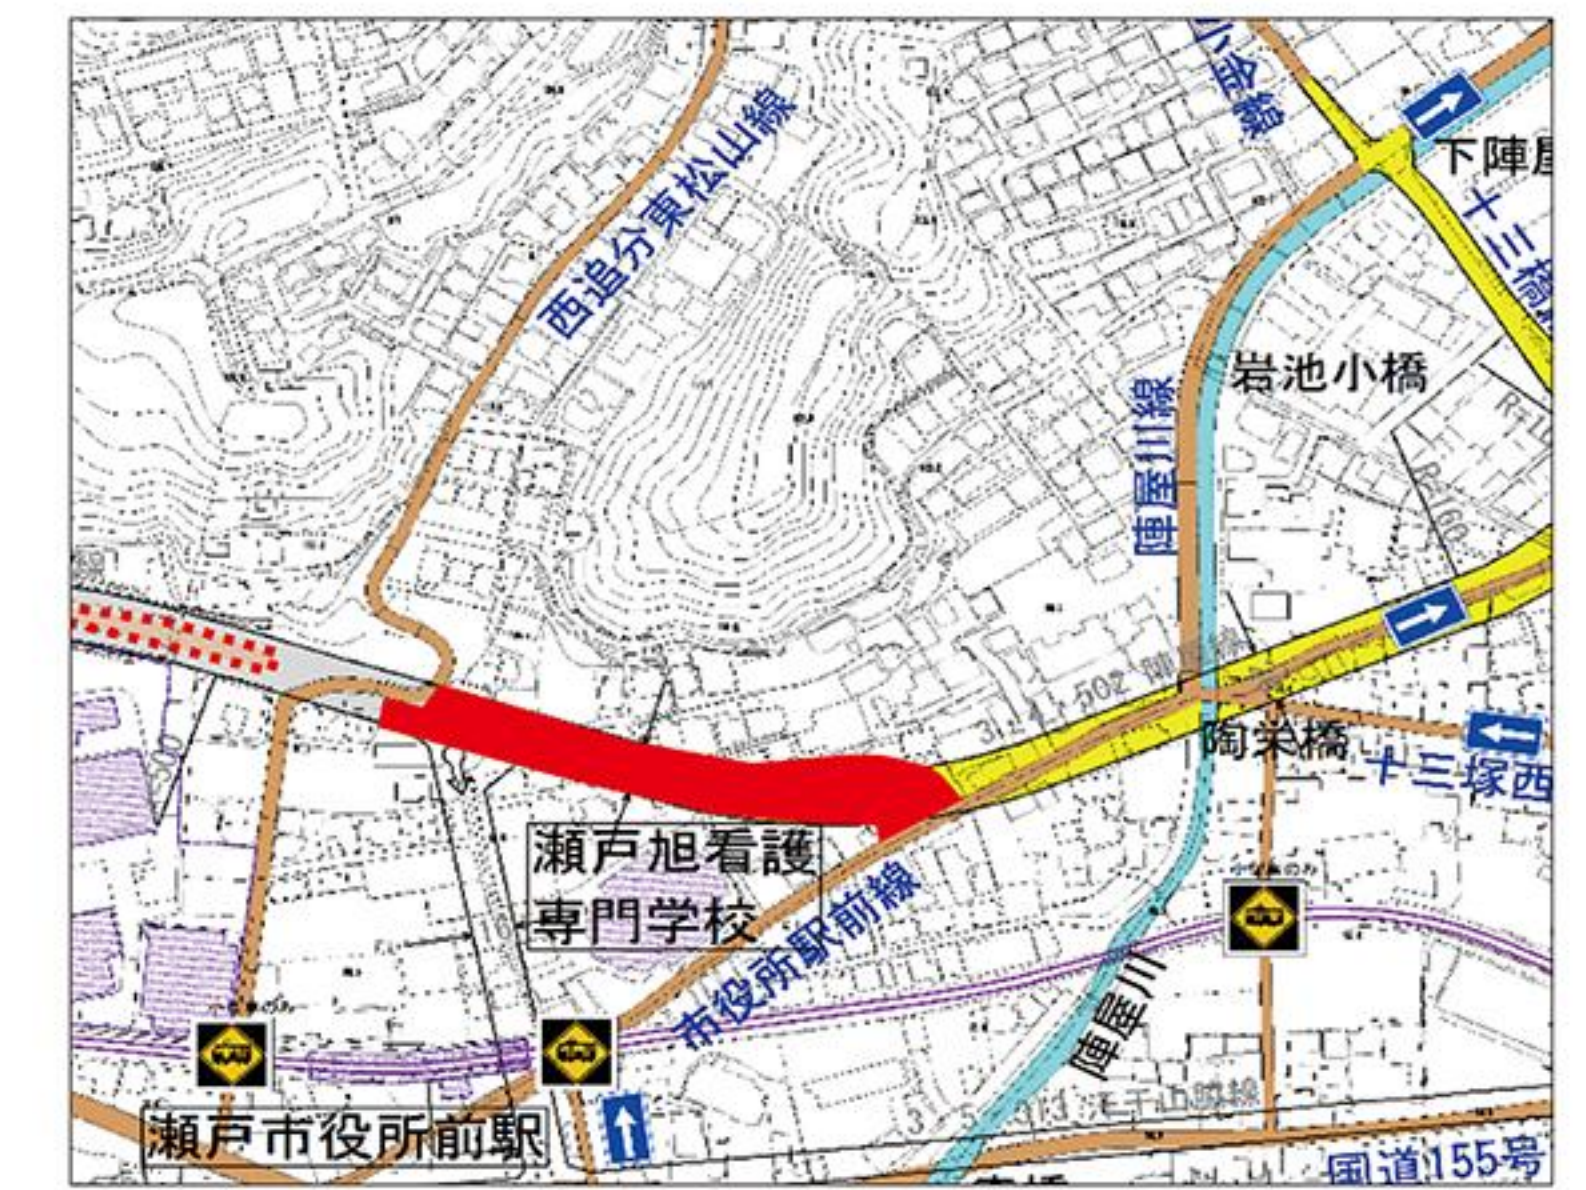 小金線
下陣屋
西追分東松山線
十三橋
岩池小橋
陣屋川線
陶栄橋
十三塚西
瀬戸旭看護
専門学校
市役所駅前線
陣屋川
瀬戸市役所前駅
国道155号